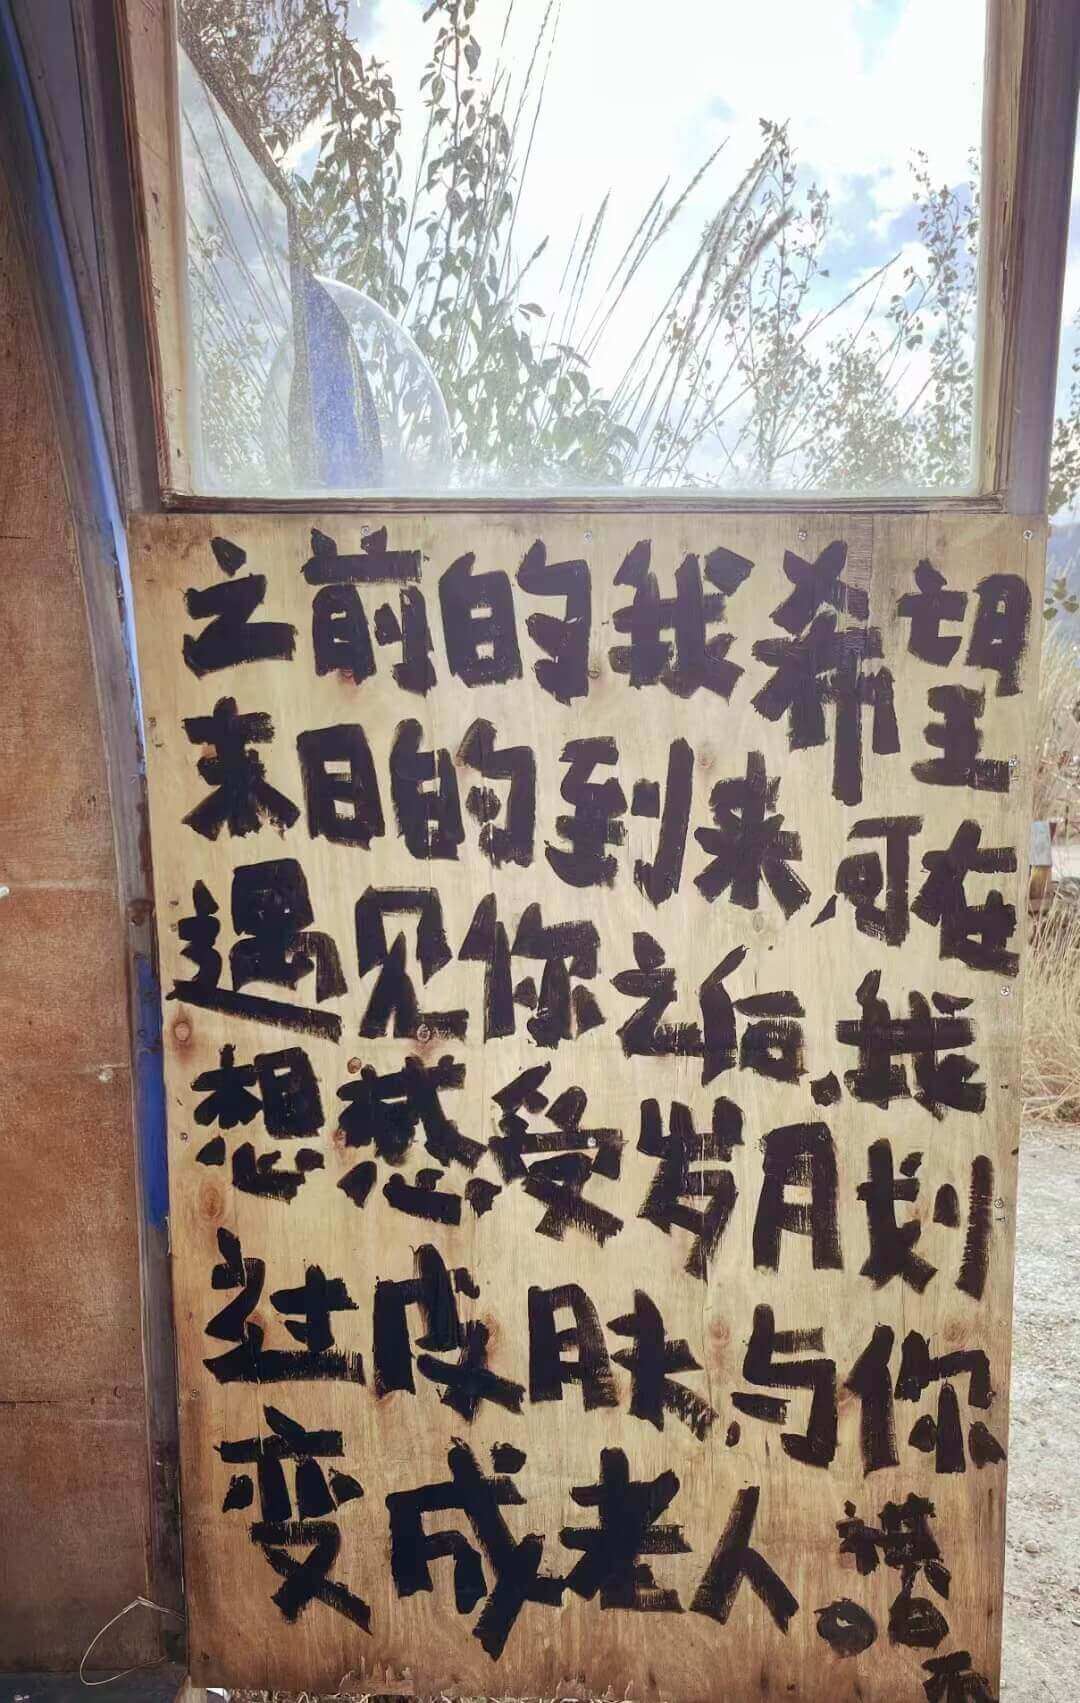 之前的我希望
末日的到来,可在
遇见你之后,我
想感受岁月划
过皮肤,与你
变成老人。